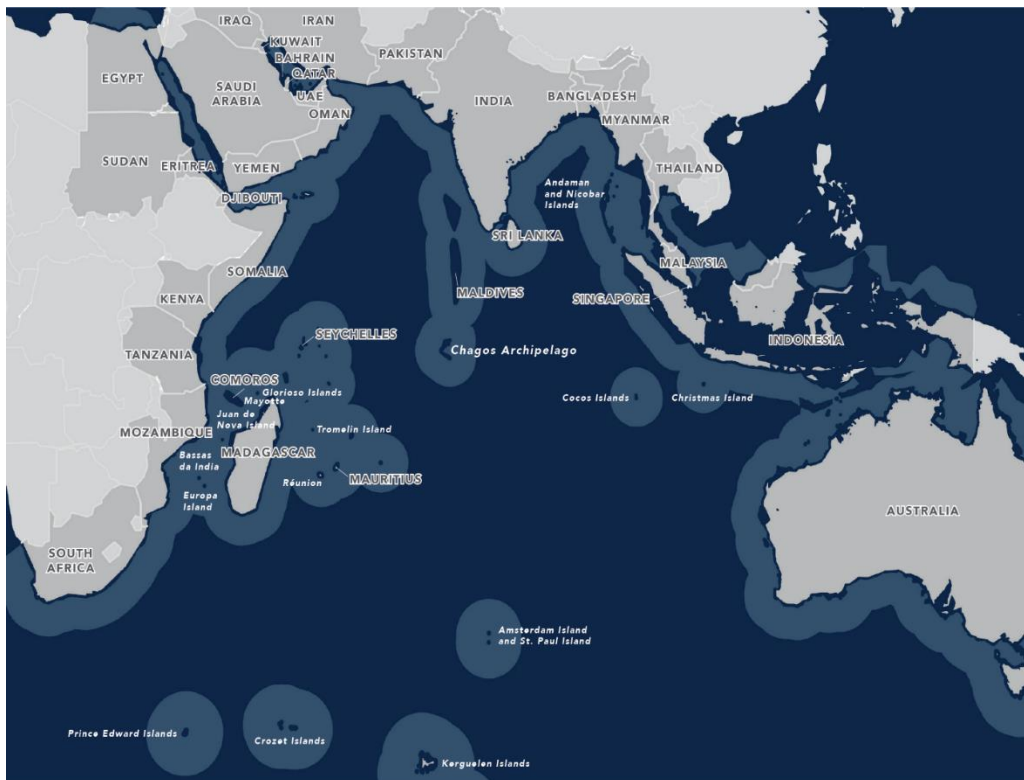 IRAQ
IRAN
KUWAIT
PAKISTAN
BAHRAIN
EGYPT
QATAR
SAUDI
ARABIA
UAE
INDIA
BANGLADESH
OMAN
MYANMAR
SUDAN
ERITREA
YEMEN
THAILAND
DJIBOUTI
Andaman
and Nicobar
Islands
SRI LANKA
SOMALIA
MALAYSIA
MALDIVES
SINGAPORE
KENYA
SEYCHELLES
INDONESIA
TANZANIA
Chagos Archipelago
COMOROS
Glorioso Islands
Mayotte
Cocos Islands
Christmas Island
Juan de
Nova Island
MOZAMBIQUE
Tromelin Island
MADAGASCAR
Bassas
da India
Réunion
MAURITIUS
Europa
Island
AUSTRALIA
SOUTH
AFRICA
Amsterdam Island
and St. Paul Island
Prince Edward Islands
Crozet Islands
Kerguelen Islands